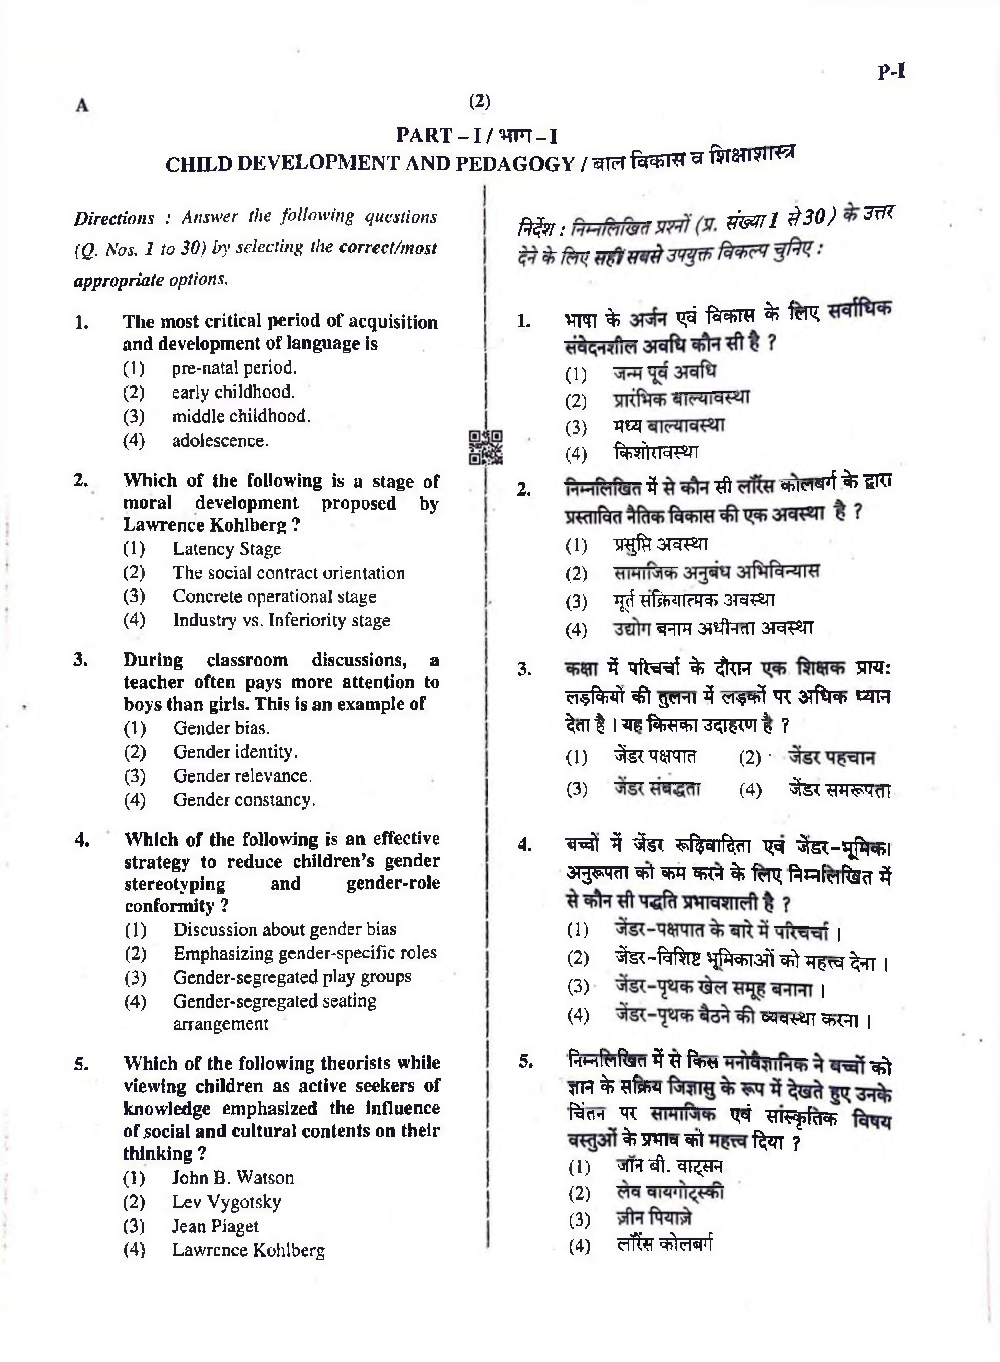 P-I
A
(2)
PART – I / भाग – I
CHILD DEVELOPMENT AND PEDAGOGY / बाल विकास व शिक्षाशास्त्र
Directions : Answer the following questions
(Q. Nos. 1 to 30) by selecting the correct/most
appropriate options.
1. The most critical period of acquisition
and development of language is
(1) pre-natal period.
(2) early childhood.
(3) middle childhood.
(4) adolescence.
2. Which of the following is a stage of
moral development proposed by
Lawrence Kohlberg ?
(1) Latency Stage
(2) The social contract orientation
(3) Concrete operational stage
(4) Industry vs. Inferiority stage
3. During classroom discussions, a
teacher often pays more attention to
boys than girls. This is an example of
(1) Gender bias.
(2) Gender identity.
(3) Gender relevance.
(4) Gender constancy.
4. Which of the following is an effective
strategy to reduce children's gender
stereotyping and gender-role
conformity ?
(1) Discussion about gender bias
(2) Emphasizing gender-specific roles
(3) Gender-segregated play groups
(4) Gender-segregated seating
arrangement
5. Which of the following theorists while
viewing children as active seekers of
knowledge emphasized the influence
of social and cultural contents on their
thinking ?
(1) John B. Watson
(2) Lev Vygotsky
(3) Jean Piaget
(4) Lawrence Kohlberg
निर्देश : निम्नलिखित प्रश्नों (प्र. संख्या 1 से 30) के उत्तर
देने के लिए सही सबसे उपयुक्त विकल्प चुनिए :
1. भाषा के अर्जन एवं विकास के लिए सर्वाधिक
संवेदनशील अवधि कौन सी है ?
(1) जन्म पूर्व अवधि
(2) प्रारंभिक बाल्यावस्था
(3) मध्य बाल्यावस्था
(4) किशोरावस्था
2. निम्नलिखित में से कौन सी लॉरेंस कोलबर्ग के द्वारा
प्रस्तावित नैतिक विकास की एक अवस्था है ?
(1) प्रसुप्ति अवस्था
(2) सामाजिक अनुबंध अभिविन्यास
(3) मूर्त संक्रियात्मक अवस्था
(4) उद्योग बनाम अधीनता अवस्था
3. कक्षा में परिचर्चा के दौरान एक शिक्षक प्राय:
लड़कियों की तुलना में लड़कों पर अधिक ध्यान
देता है । यह किसका उदाहरण है ?
(1) जेंडर पक्षपात (2) जेंडर पहचान
(3) जेंडर संबद्धता (4) जेंडर समरूपता
4. बच्चों में जेंडर रूढ़िवादिता एवं जेंडर-भूमिका
अनुरूपता को कम करने के लिए निम्नलिखित में
से कौन सी पद्धति प्रभावशाली है ?
(1) जेंडर-पक्षपात के बारे में परिचर्चा ।
(2) जेंडर-विशिष्ट भूमिकाओं को महत्त्व देना ।
(3) जेंडर-पृथक खेल समूह बनाना ।
(4) जेंडर-पृथक बैठने की व्यवस्था करना ।
5. निम्नलिखित में से किस मनोवैज्ञानिक ने बच्चों को
ज्ञान के सक्रिय जिज्ञासु के रूप में देखते हुए उनके
चिंतन पर सामाजिक एवं सांस्कृतिक विषय
वस्तुओं के प्रभाव को महत्त्व दिया ?
(1) जॉन बी. वाट्सन
(2) लेव वायगोट्स्की
(3) ज़ीन पियाज़े
(4) लॉरेंस कोलबर्ग